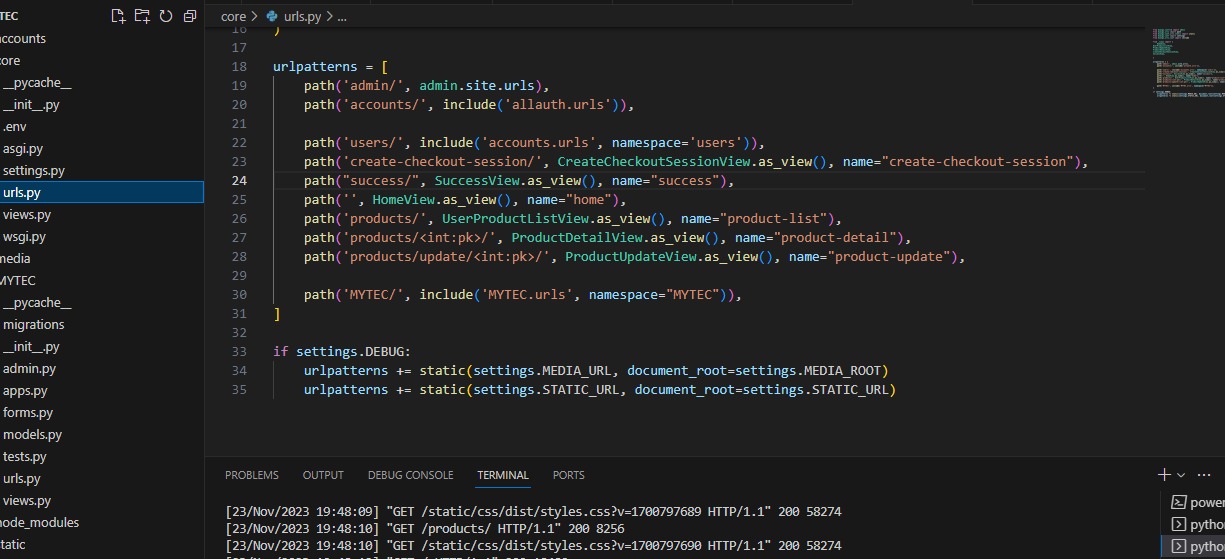 TEC
core > urls.py > ...
accounts
core
__pycache__
__init__.py
.env
asgi.py
settings.py
urls.py
views.py
wsgi.py
media
MYTEC
__pycache__
migrations
__init__.py
admin.py
apps.py
forms.py
models.py
tests.py
urls.py
views.py
node_modules
static
16 )
17
18 urlpatterns = [
19 path('admin/', admin.site.urls),
20 path('accounts/', include('allauth.urls')),
21
22 path('users/', include('accounts.urls', namespace='users')),
23 path('create-checkout-session/', CreateCheckoutSessionView.as_view(), name="create-checkout-session"),
24 path("success/", SuccessView.as_view(), name="success"),
25 path('', HomeView.as_view(), name="home"),
26 path('products/', UserProductListView.as_view(), name="product-list"),
27 path('products/<int:pk>/', ProductDetailView.as_view(), name="product-detail"),
28 path('products/update/<int:pk>/', ProductUpdateView.as_view(), name="product-update"),
29
30 path('MYTEC/', include('MYTEC.urls', namespace="MYTEC")),
31 ]
32
33 if settings.DEBUG:
34 urlpatterns += static(settings.MEDIA_URL, document_root=settings.MEDIA_ROOT)
35 urlpatterns += static(settings.STATIC_URL, document_root=settings.STATIC_URL)
PROBLEMS OUTPUT DEBUG CONSOLE TERMINAL PORTS
[23/Nov/2023 19:48:09] "GET /static/css/dist/styles.css?v=1700797689 HTTP/1.1" 200 58274
[23/Nov/2023 19:48:10] "GET /products/ HTTP/1.1" 200 8256
[23/Nov/2023 19:48:10] "GET /static/css/dist/styles.css?v=1700797690 HTTP/1.1" 200 58274
power
pytho
pytho